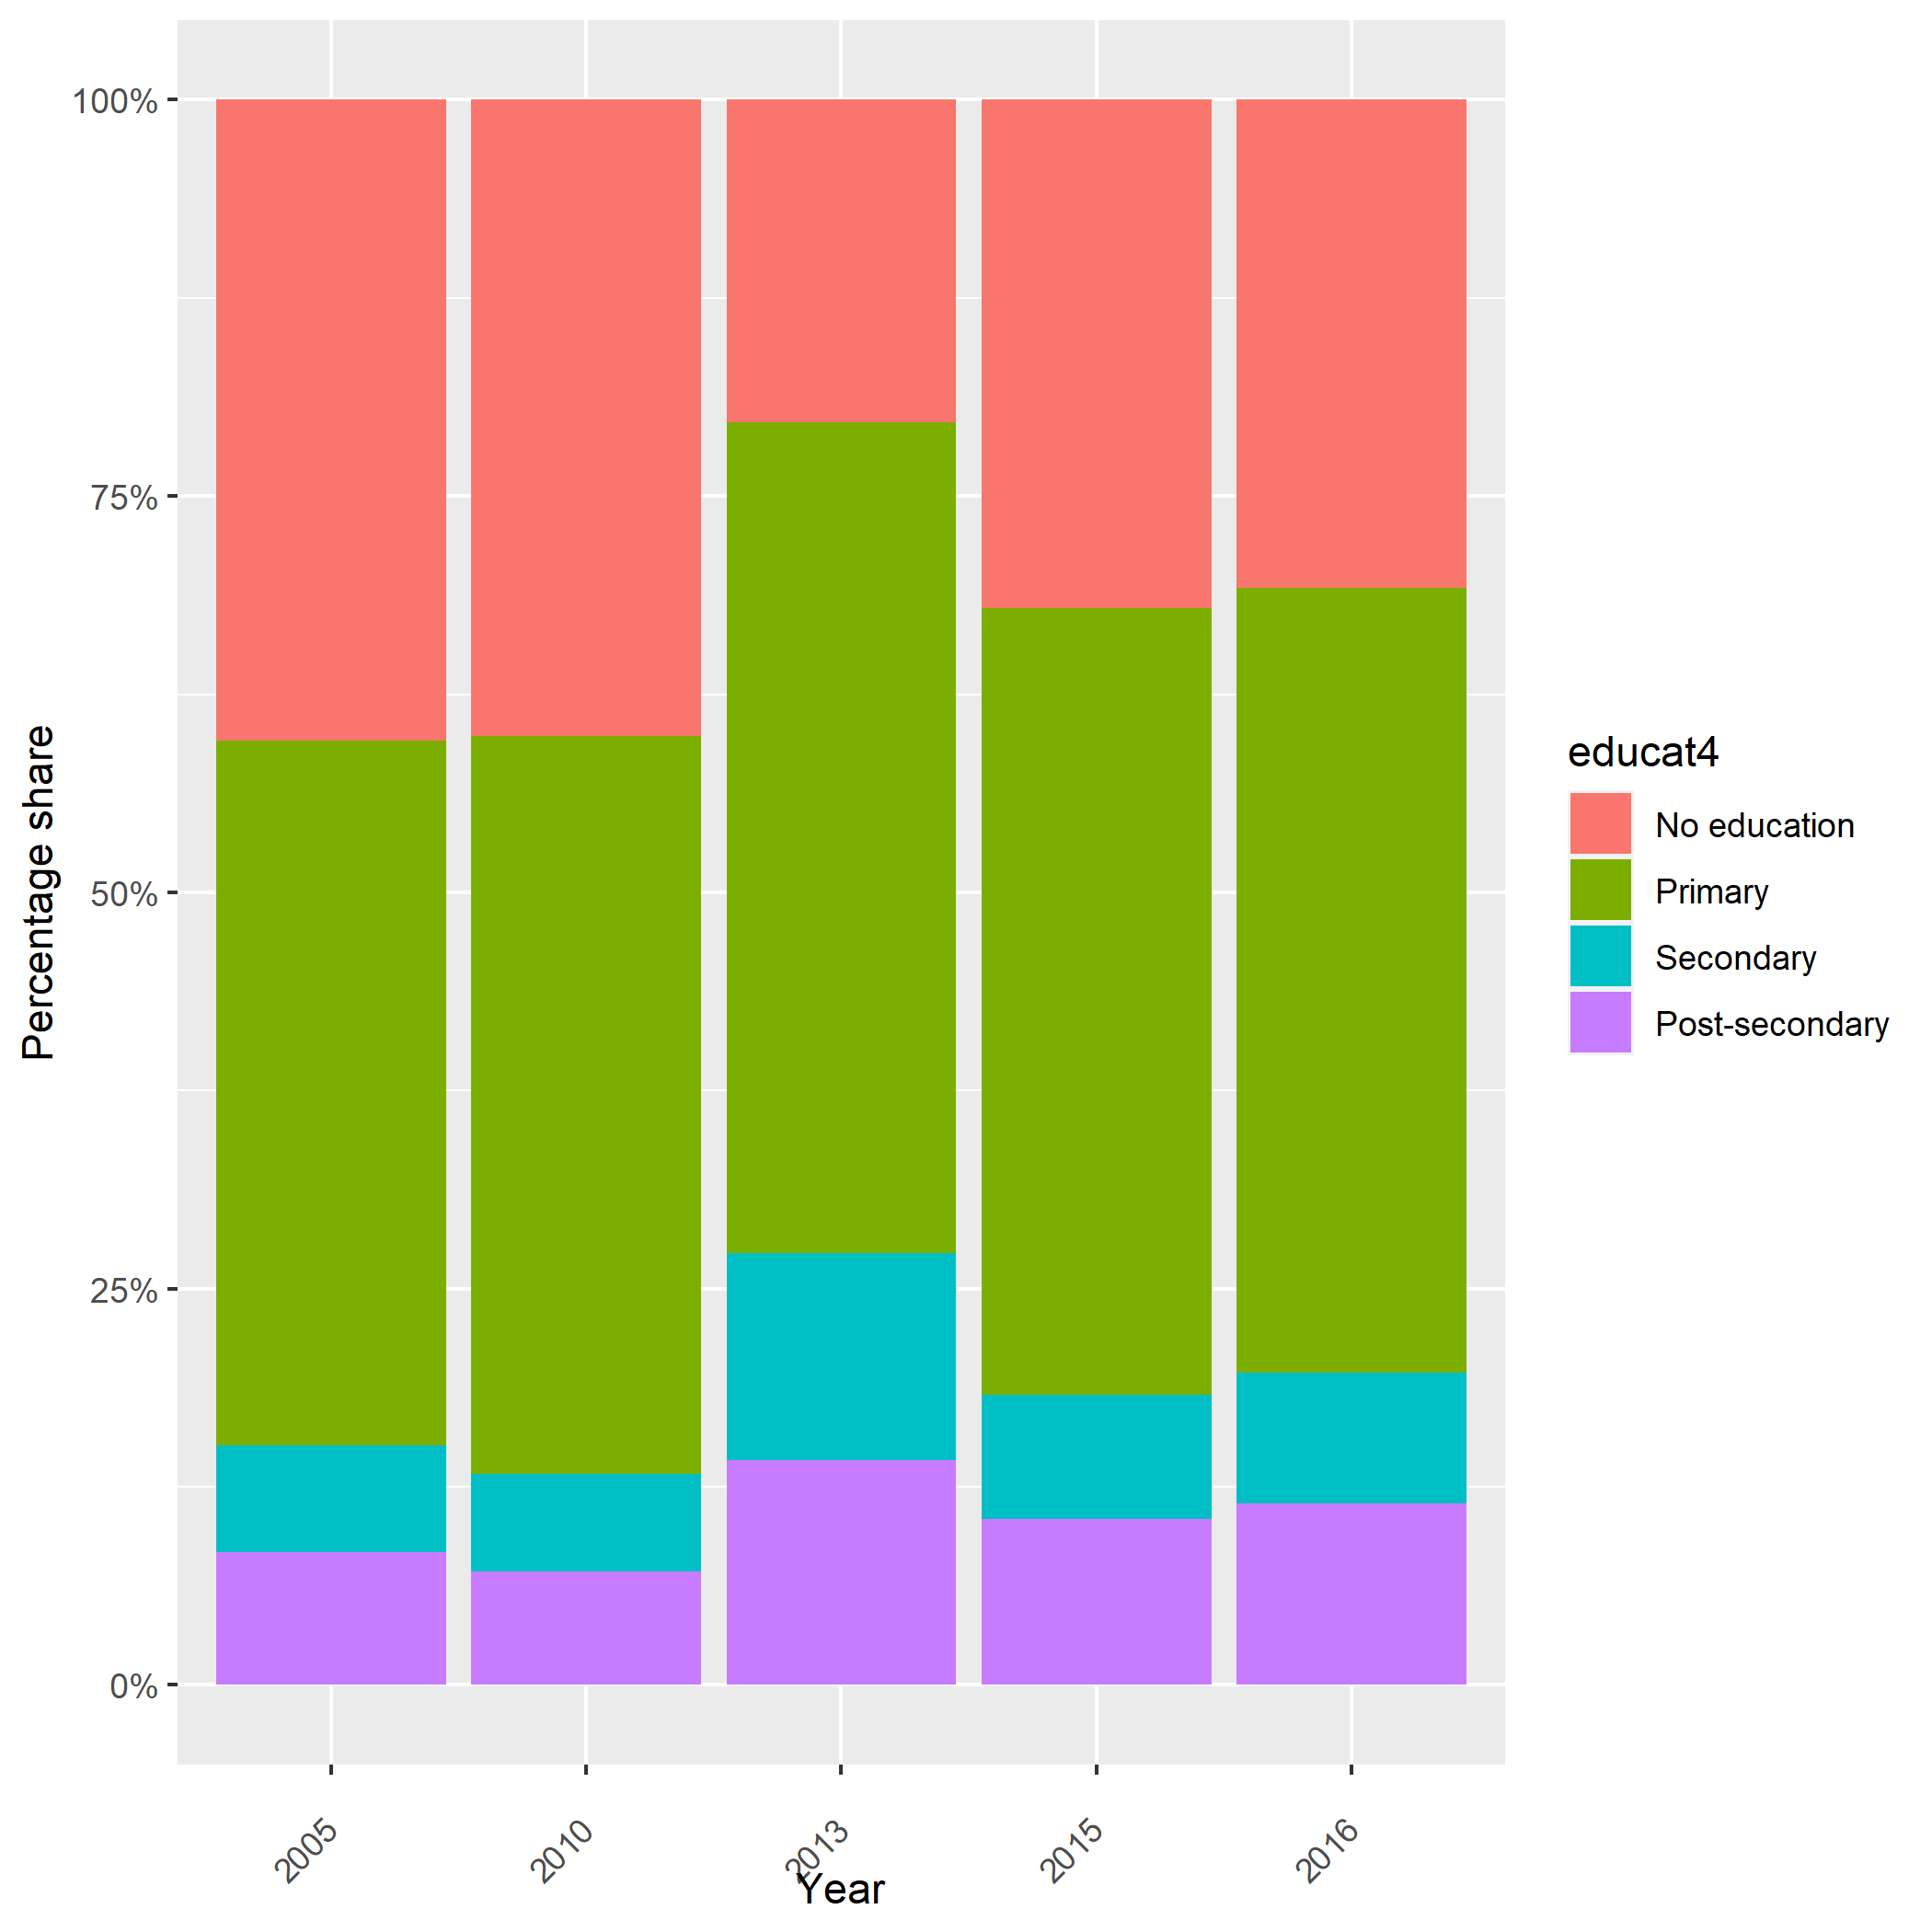 100%
75%
50%
25%
0%
Percentage share
2005
2010
2013
2015
2016
Year
educat4
No education
Primary
Secondary
Post-secondary